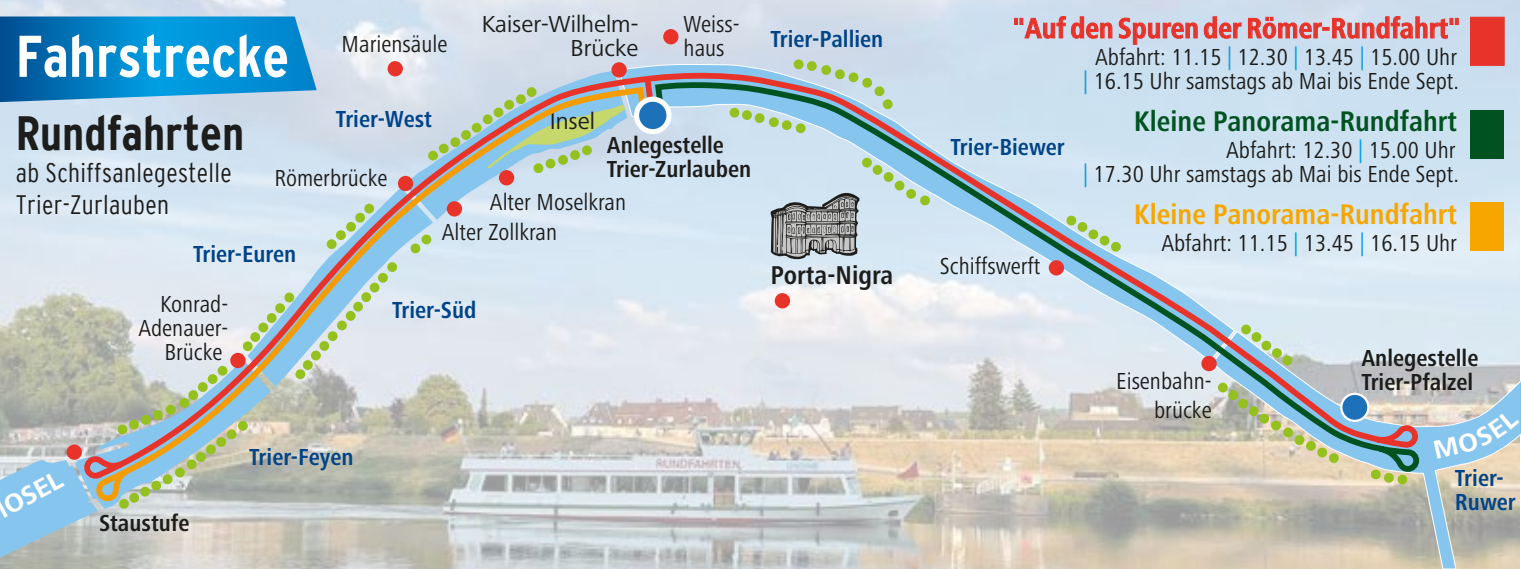 Fahrstrecke
Rundfahrten
ab Schiffsanlegestelle
Trier-Zurlauben
Mariensäule
Kaiser-Wilhelm-
Brücke
Weiss-
haus
Trier-Pallien
"Auf den Spuren der Römer-Rundfahrt"
Abfahrt: 11.15 | 12.30 | 13.45 | 15.00 Uhr
| 16.15 Uhr samstags ab Mai bis Ende Sept.
Kleine Panorama-Rundfahrt
Abfahrt: 12.30 | 15.00 Uhr
| 17.30 Uhr samstags ab Mai bis Ende Sept.
Kleine Panorama-Rundfahrt
Abfahrt: 11.15 | 13.45 | 16.15 Uhr
Trier-West
Insel
Anlegestelle
Trier-Zurlauben
Trier-Biewer
Römerbrücke
Alter Moselkran
Alter Zollkran
Trier-Euren
Porta-Nigra
Schiffswerft
Trier-Süd
Konrad-
Adenauer-
Brücke
Eisenbahn-
brücke
Anlegestelle
Trier-Pfalzel
MOSEL
Trier-Feyen
RUNDFAHRTEN
Trier-
Ruwer
MOSEL
Staustufe